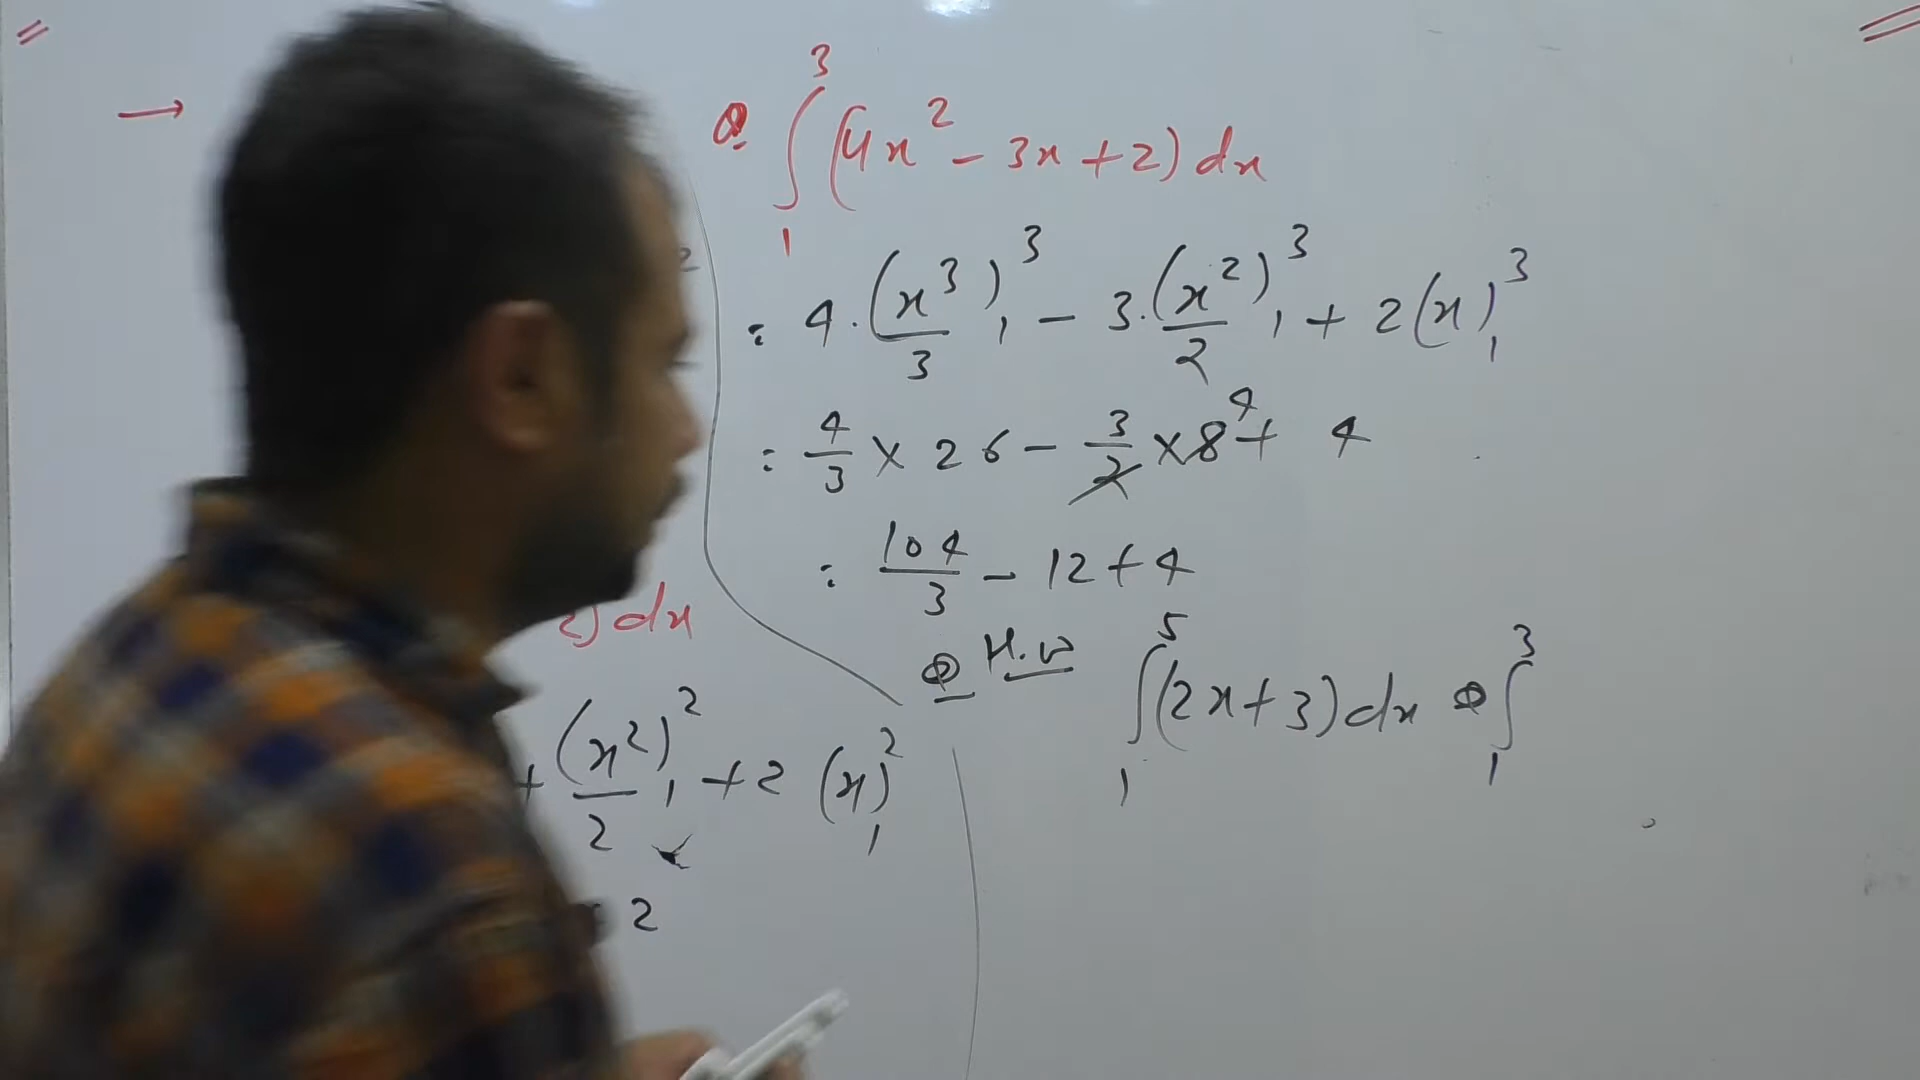 →
Q. ∫₁³ (4x² - 3x + 2) dx
= 4 · (x³/3)₁³ - 3 · (x²/2)₁³ + 2(x)₁³
= 4/3 × 26 - 3/2 × 8 4 + 4
= 104/3 - 12 + 4
2) dx
Q H.W ∫₁⁵ (2x + 3) dx Q ∫₁³
+ (x²/2)₁² + 2 (x)₁²
2